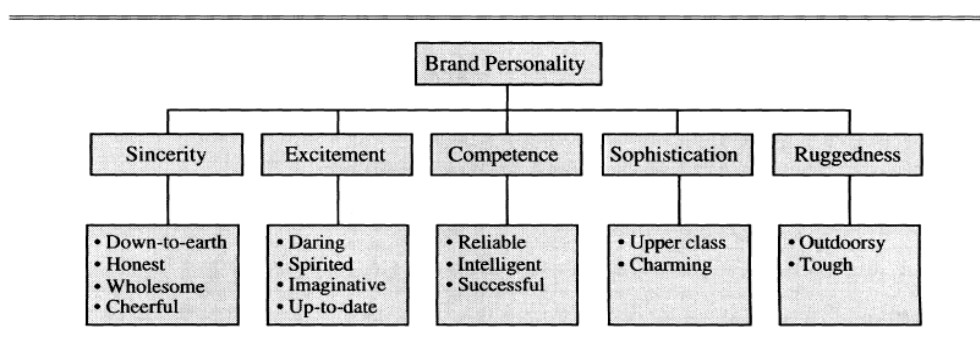 Brand Personality
Sincerity
Excitement
Competence
Sophistication
Ruggedness
• Down-to-earth
• Honest
• Wholesome
• Cheerful
• Daring
• Spirited
• Imaginative
• Up-to-date
• Reliable
• Intelligent
• Successful
• Upper class
• Charming
• Outdoorsy
• Tough